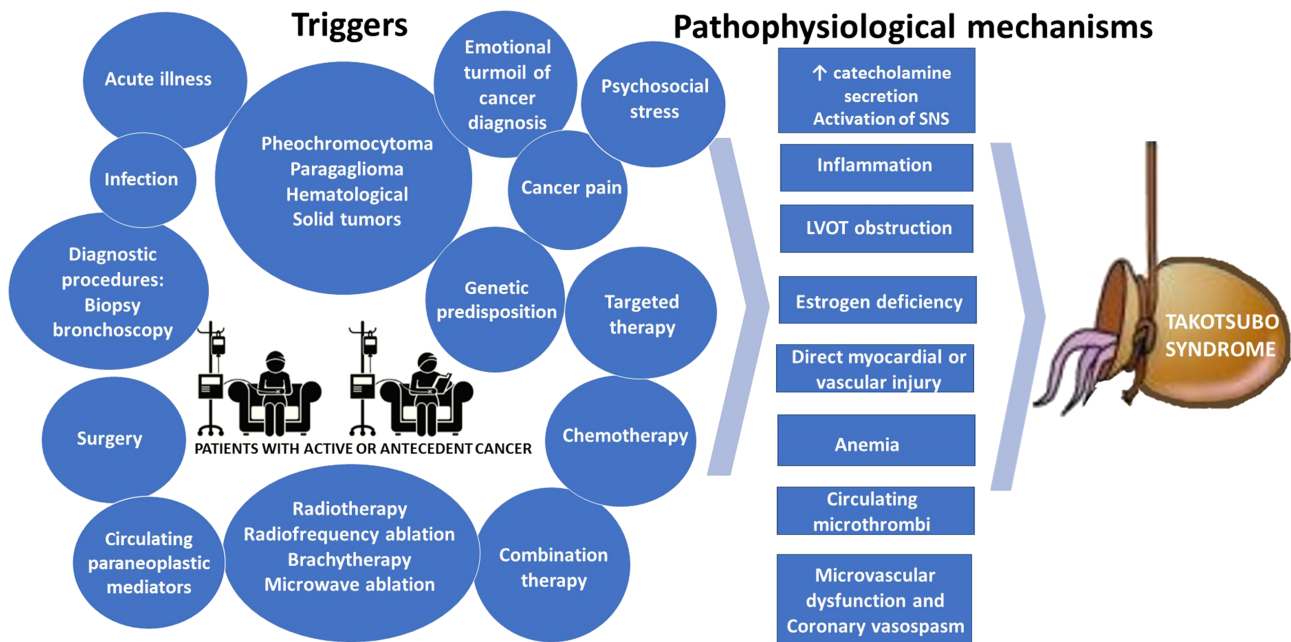 Triggers
Pathophysiological mechanisms
Acute illness
Pheochromocytoma
Paragaglioma
Hematological
Solid tumors
Emotional
turmoil of
cancer
diagnosis
Psychosocial
stress
Infection
Cancer pain
Diagnostic
procedures:
Biopsy
bronchoscopy
Genetic
predisposition
Targeted
therapy
Surgery
PATIENTS WITH ACTIVE OR ANTECEDENT CANCER
Chemotherapy
Circulating
paraneoplastic
mediators
Radiotherapy
Radiofrequency ablation
Brachytherapy
Microwave ablation
Combination
therapy
↑ catecholamine
secretion
Activation of SNS
Inflammation
LVOT obstruction
Estrogen deficiency
Direct myocardial or
vascular injury
Anemia
Circulating
microthrombi
Microvascular
dysfunction and
Coronary vasospasm
TAKOTSUBO
SYNDROME